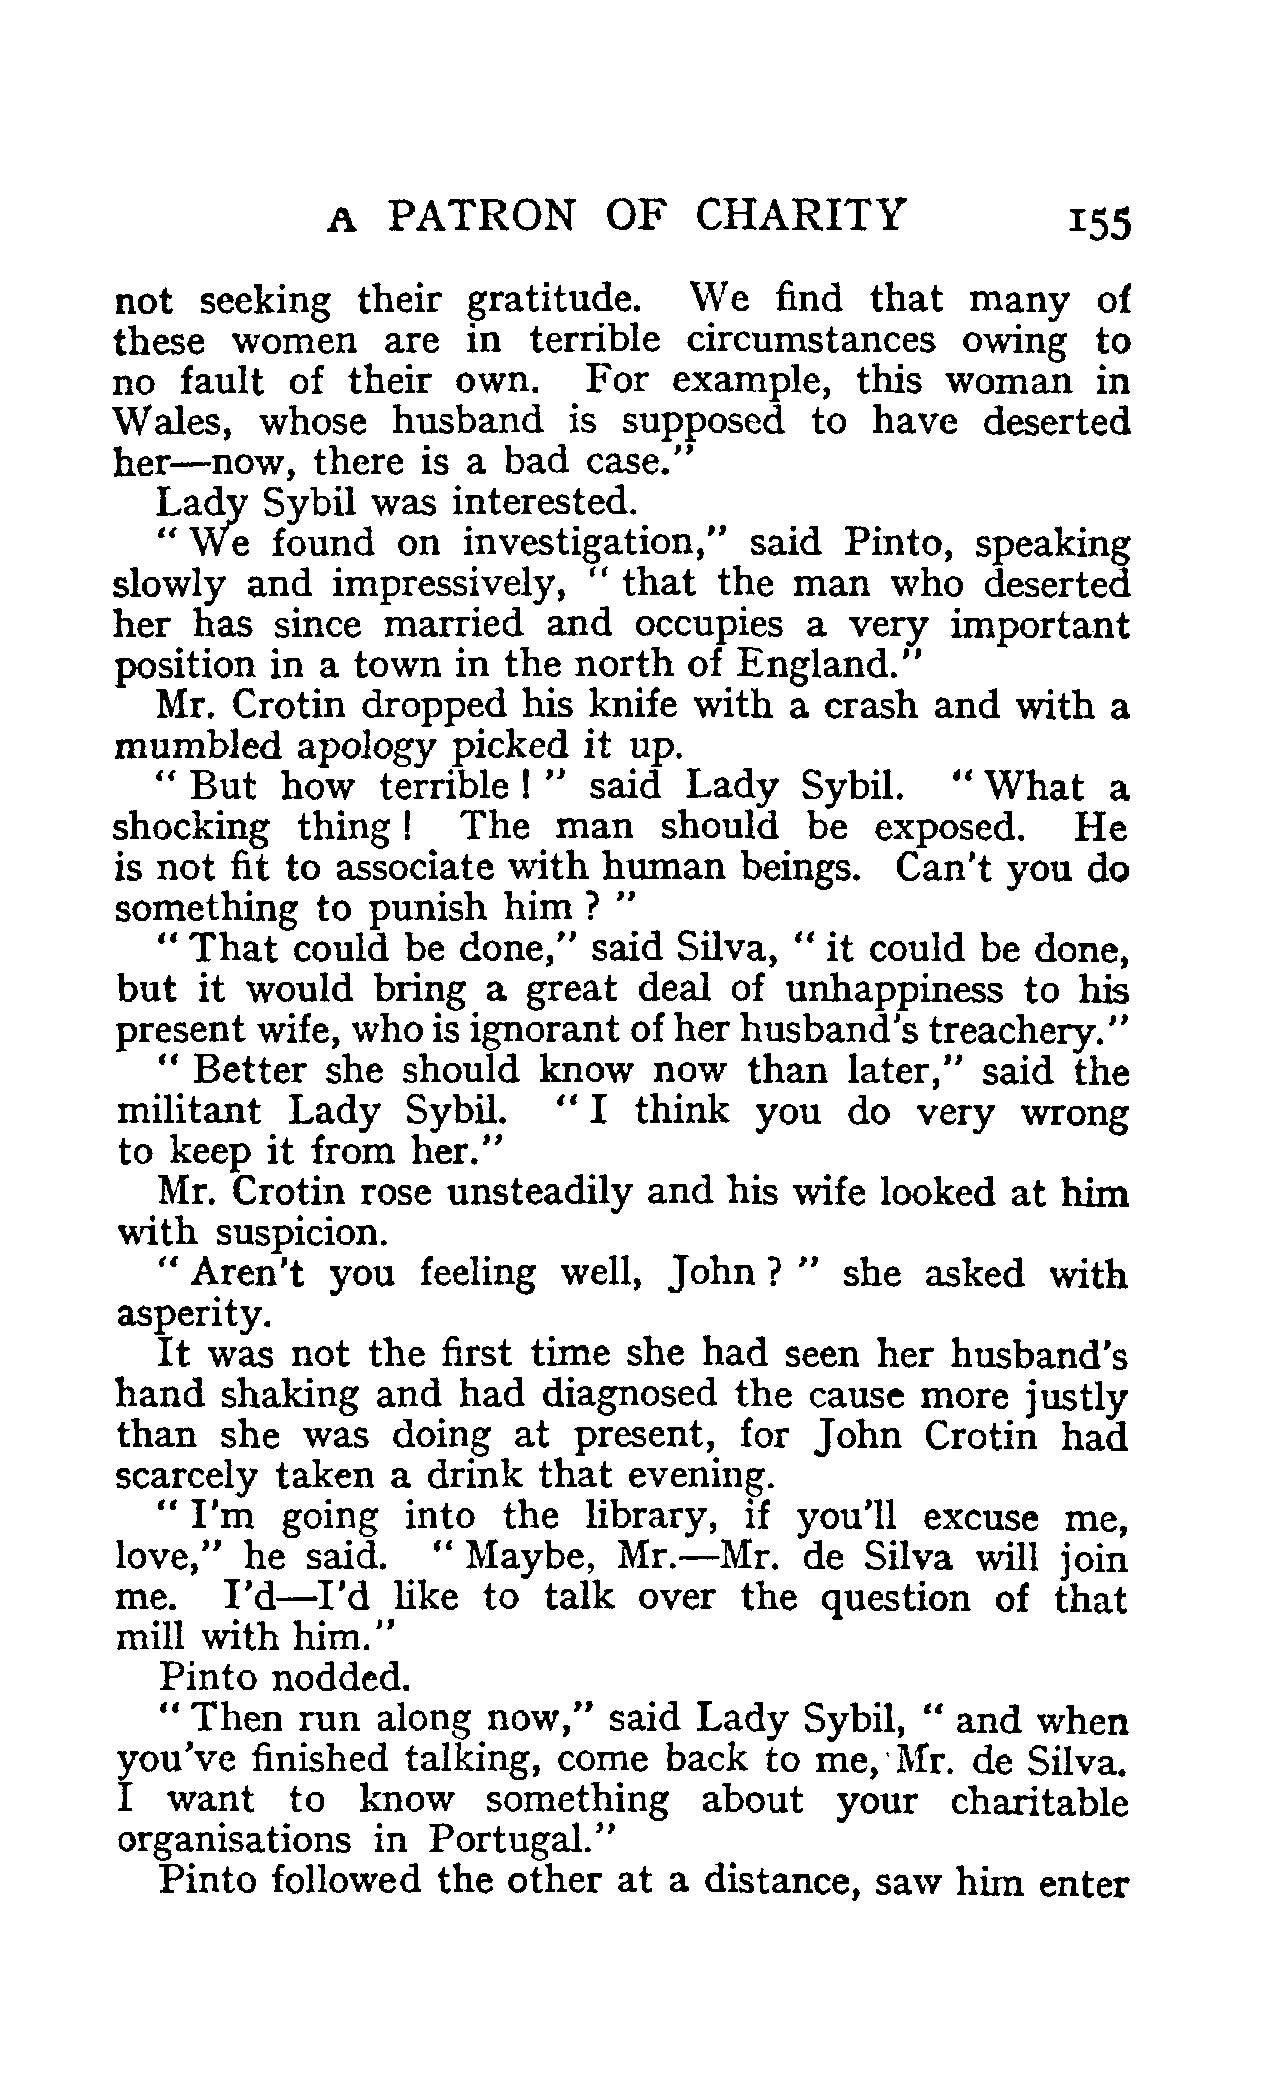 A PATRON OF CHARITY 155
not seeking their gratitude. We find that many of
these women are in terrible circumstances owing to
no fault of their own. For example, this woman in
Wales, whose husband is supposed to have deserted
her—now, there is a bad case."
Lady Sybil was interested.
" We found on investigation," said Pinto, speaking
slowly and impressively, " that the man who deserted
her has since married and occupies a very important
position in a town in the north of England."
Mr. Crotin dropped his knife with a crash and with a
mumbled apology picked it up.
" But how terrible ! " said Lady Sybil. " What a
shocking thing ! The man should be exposed. He
is not fit to associate with human beings. Can't you do
something to punish him ? "
" That could be done," said Silva, " it could be done,
but it would bring a great deal of unhappiness to his
present wife, who is ignorant of her husband's treachery."
" Better she should know now than later," said the
militant Lady Sybil. " I think you do very wrong
to keep it from her."
Mr. Crotin rose unsteadily and his wife looked at him
with suspicion.
" Aren't you feeling well, John ? " she asked with
asperity.
It was not the first time she had seen her husband's
hand shaking and had diagnosed the cause more justly
than she was doing at present, for John Crotin had
scarcely taken a drink that evening.
" I'm going into the library, if you'll excuse me,
love," he said. " Maybe, Mr.—Mr. de Silva will join
me. I'd—I'd like to talk over the question of that
mill with him."
Pinto nodded.
" Then run along now," said Lady Sybil, " and when
you've finished talking, come back to me, Mr. de Silva.
I want to know something about your charitable
organisations in Portugal."
Pinto followed the other at a distance, saw him enter